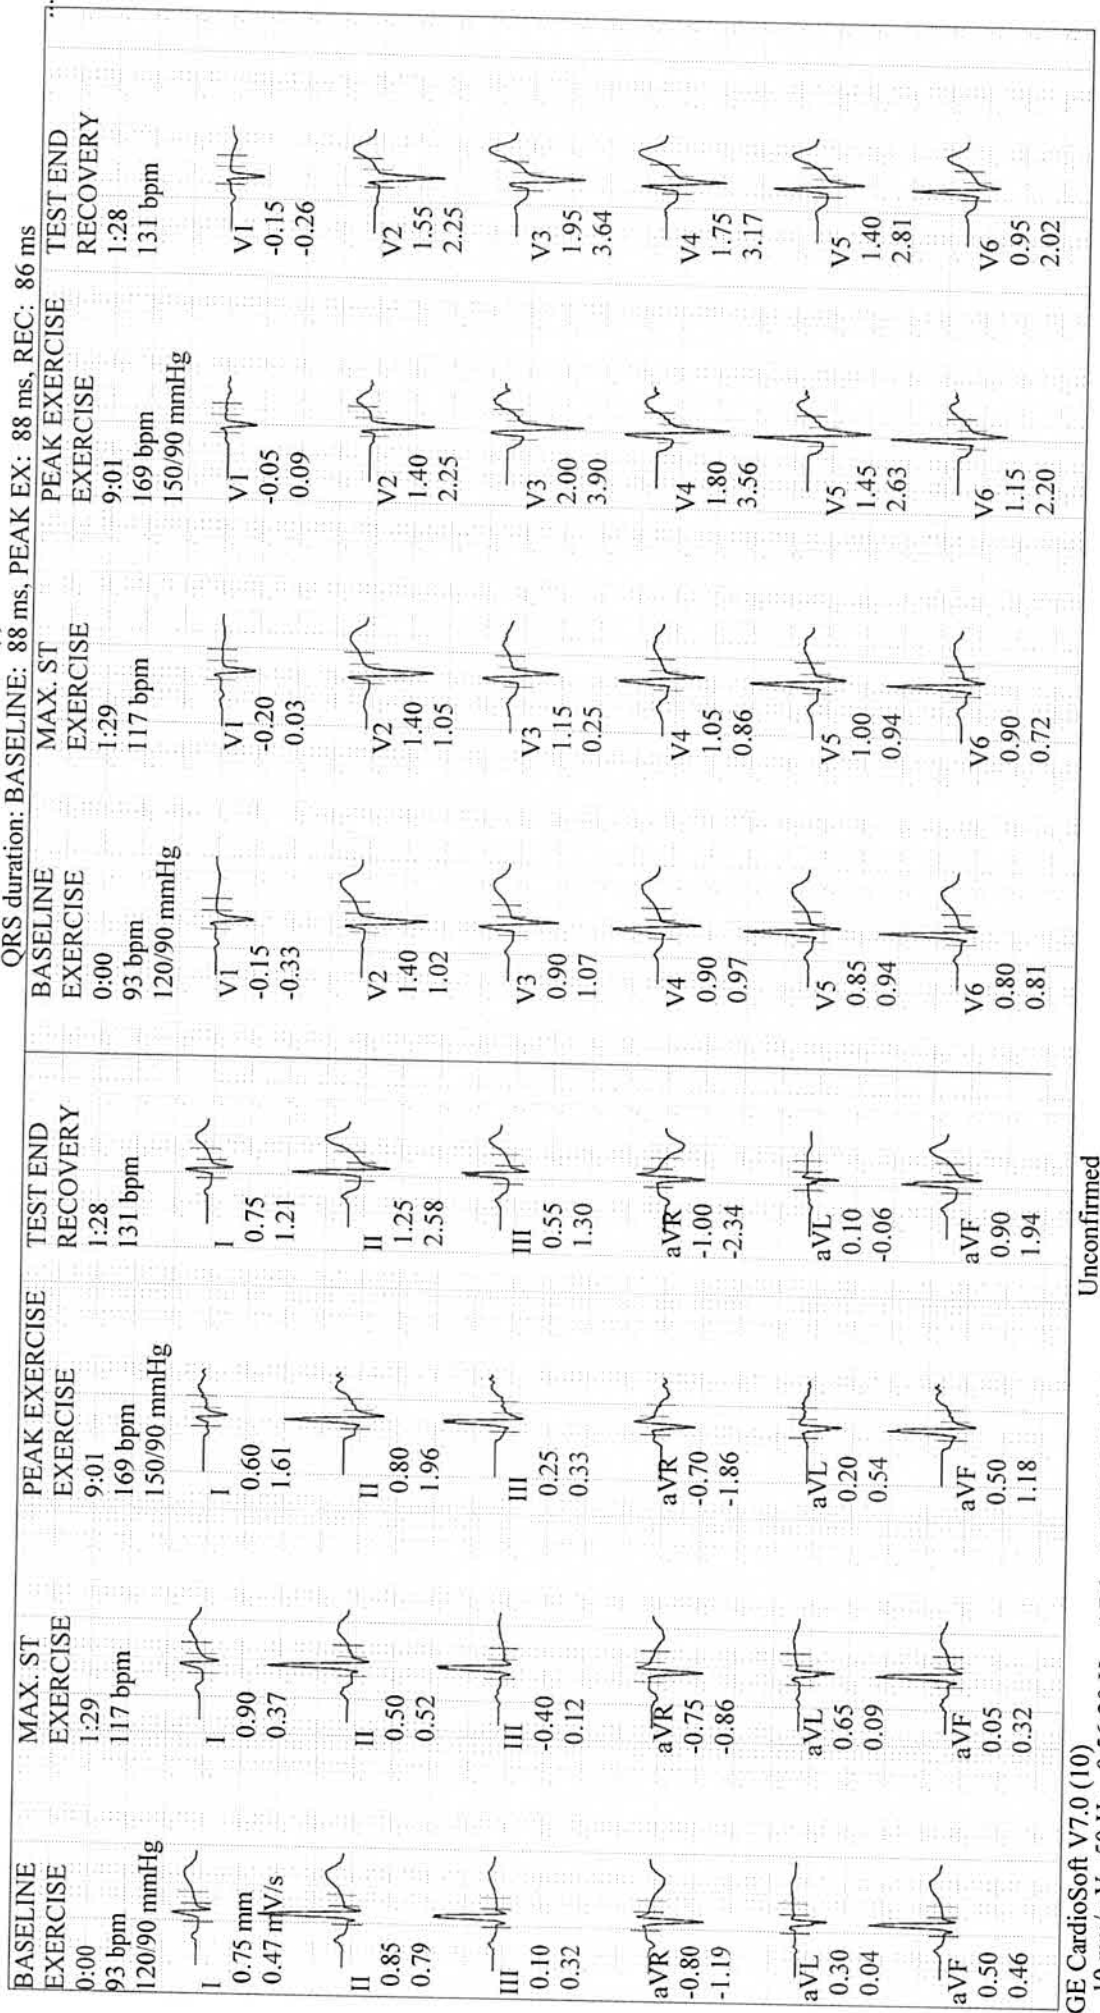 QRS duration: BASELINE: 88 ms, PEAK EX: 88 ms, REC: 86 ms
BASELINE
EXERCISE
0:00
93 bpm
120/90 mmHg
I
0.75 mm
0.47 mV/s
II
0.85
0.79
III
0.10
0.32
aVR
-0.80
-1.19
aVL
0.30
0.04
aVF
0.50
0.46
MAX. ST
EXERCISE
1:29
117 bpm
I
0.90
0.37
II
0.50
0.52
III
-0.40
0.12
aVR
-0.75
-0.86
aVL
0.65
0.09
aVF
0.05
0.32
PEAK EXERCISE
EXERCISE
9:01
169 bpm
150/90 mmHg
I
0.60
1.61
II
0.80
1.96
III
0.25
0.33
aVR
-0.70
-1.86
aVL
0.20
0.54
aVF
0.50
1.18
TEST END
RECOVERY
1:28
131 bpm
I
0.75
1.21
II
1.25
2.58
III
0.55
1.30
aVR
-1.00
-2.34
aVL
0.10
-0.06
aVF
0.90
1.94
BASELINE
EXERCISE
0:00
93 bpm
120/90 mmHg
V1
-0.15
-0.33
V2
1.40
1.02
V3
0.90
1.07
V4
0.90
0.97
V5
0.85
0.94
V6
0.80
0.81
MAX. ST
EXERCISE
1:29
117 bpm
V1
-0.20
0.03
V2
1.40
1.05
V3
1.15
0.25
V4
1.05
0.86
V5
1.00
0.94
V6
0.90
0.72
PEAK EXERCISE
EXERCISE
9:01
169 bpm
150/90 mmHg
V1
-0.05
0.09
V2
1.40
2.25
V3
2.00
3.90
V4
1.80
3.56
V5
1.45
2.63
V6
1.15
2.20
TEST END
RECOVERY
1:28
131 bpm
V1
-0.15
-0.26
V2
1.55
2.25
V3
1.95
3.64
V4
1.75
3.17
V5
1.40
2.81
V6
0.95
2.02
GE CardioSoft V7.0 (10)
Unconfirmed